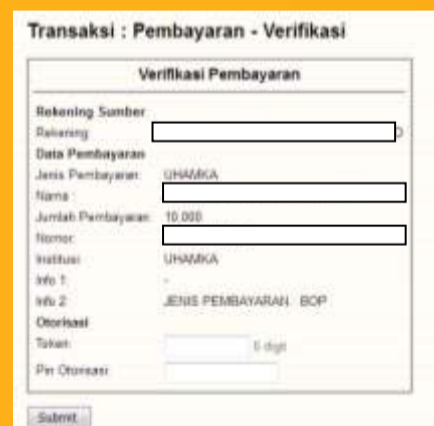 Transaksi : Pembayaran - Verifikasi
Verifikasi Pembayaran
Rekening Sumber
Rekening
Data Pembayaran
Jenis Pembayaran: UHAMKA
Nama :
Jumlah Pembayaran: 10.000
Nomor:
Institusi UHAMKA
Info 1: -
Info 2: JENIS PEMBAYARAN BOP
Otorisasi
Token: 6 digit
Pin Otorisasi:
Submit